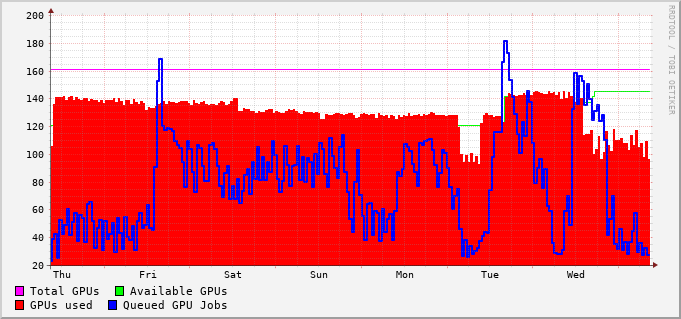 200
180
160
140
120
100
80
60
40
20
Thu Fri Sat Sun Mon Tue Wed
Total GPUs Available GPUs
GPUs used Queued GPU Jobs
RRDTOOL / TOBI OETIKER